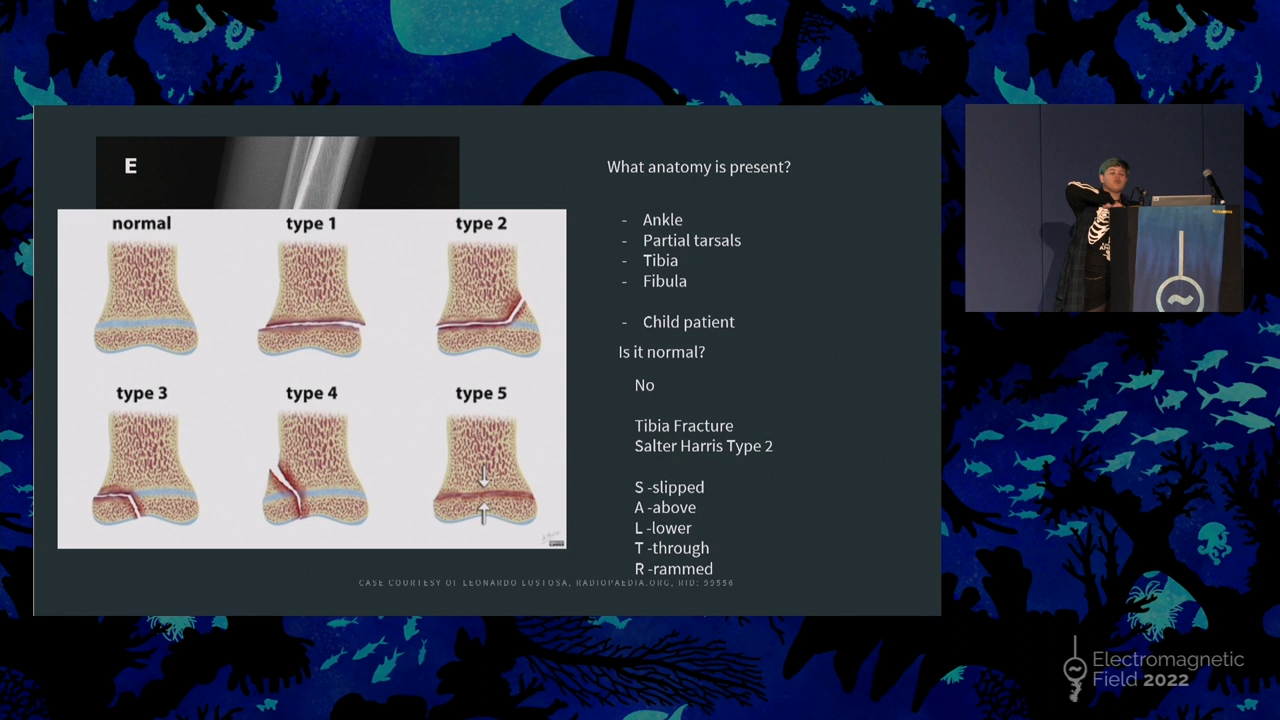 E
normal
type 1
type 2
type 3
type 4
type 5
What anatomy is present?
- Ankle
- Partial tarsals
- Tibia
- Fibula
- Child patient
Is it normal?
No
Tibia Fracture
Salter Harris Type 2
S -slipped
A -above
L -lower
T -through
R -rammed
CASE COURTESY OF LEONARDO LUSTOSA, RADIOPAEDIA.ORG, RID: 99556
Electromagnetic
Field 2022